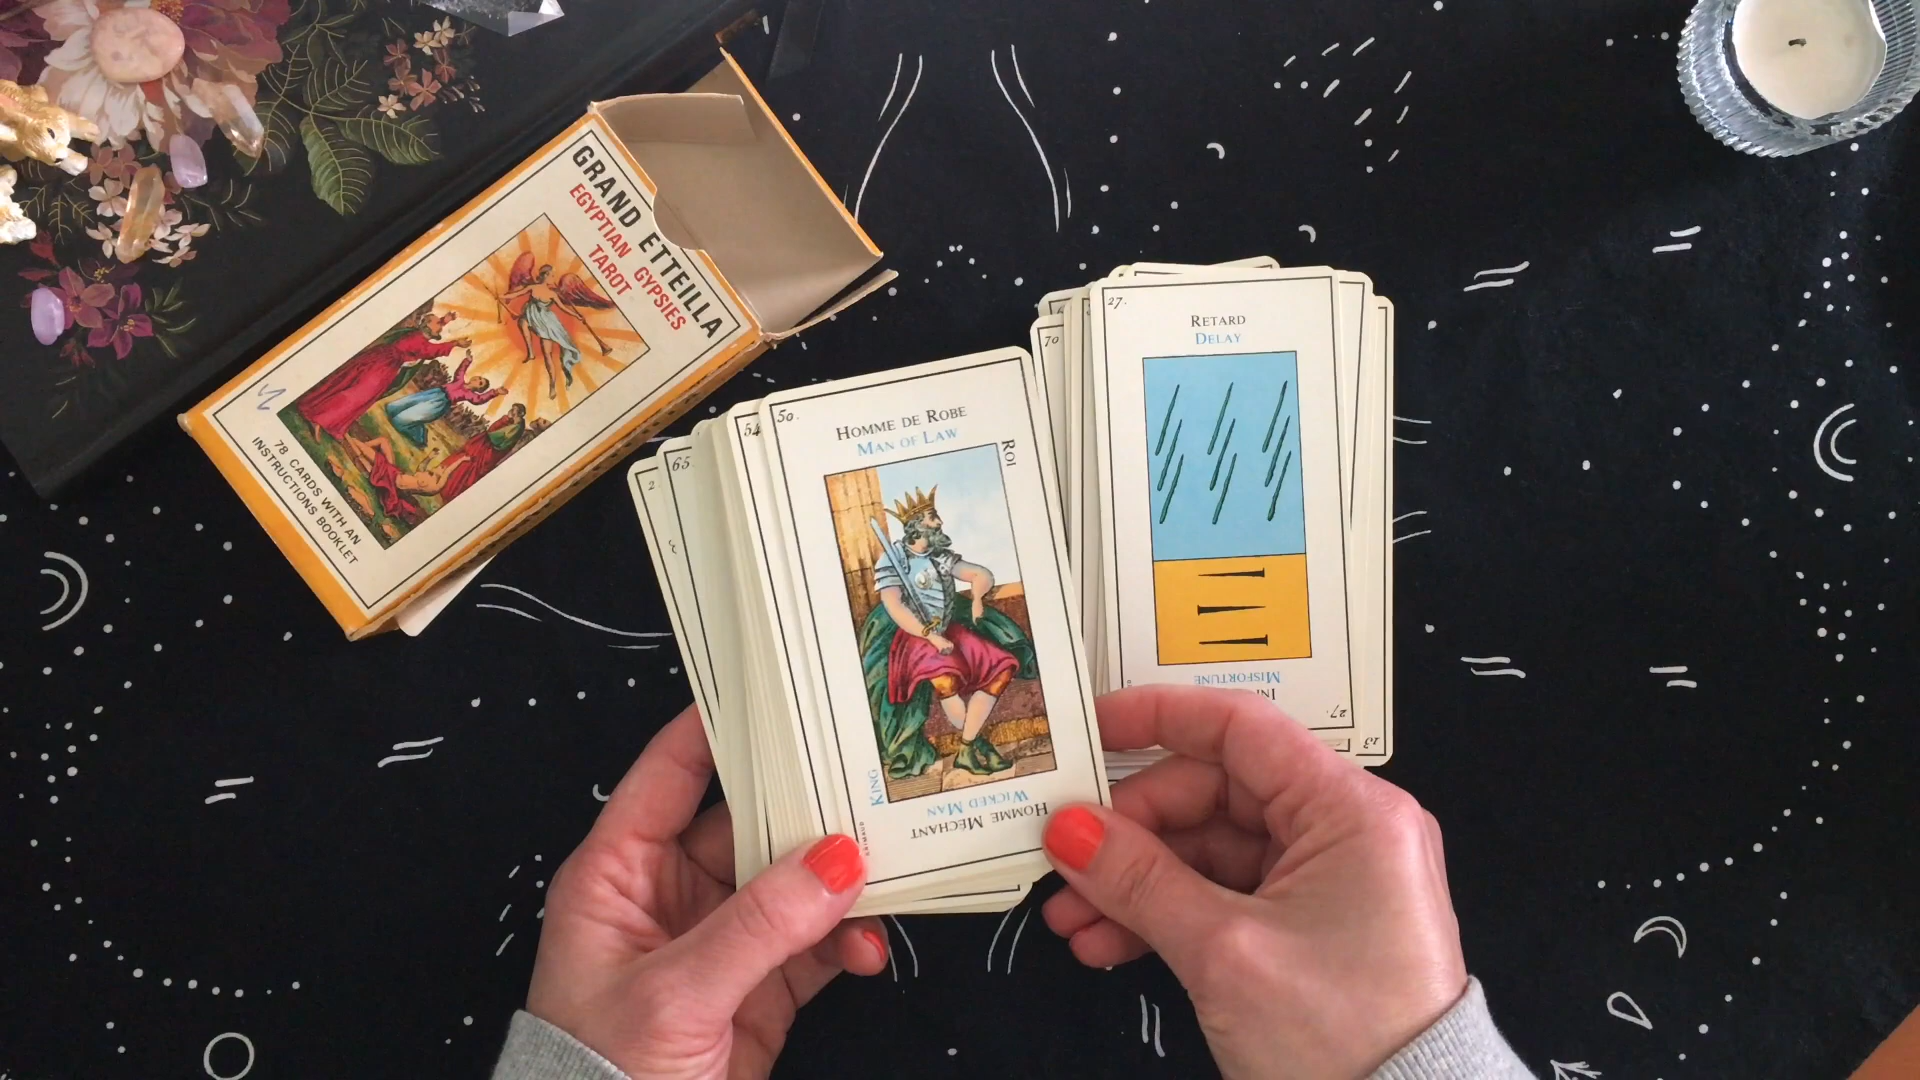 GRAND ETTEILLA
EGYPTIAN GYPSIES
TAROT
78 CARDS WITH AN
INSTRUCTIONS BOOKLET
2
65.
54
50.
HOMME DE ROBE
MAN OF LAW
ROI
KING
WICKED MAN
HOMME MÉCHANT
GRIMAUD
70
27.
RETARD
DELAY
MISFORTUNE
27.
13